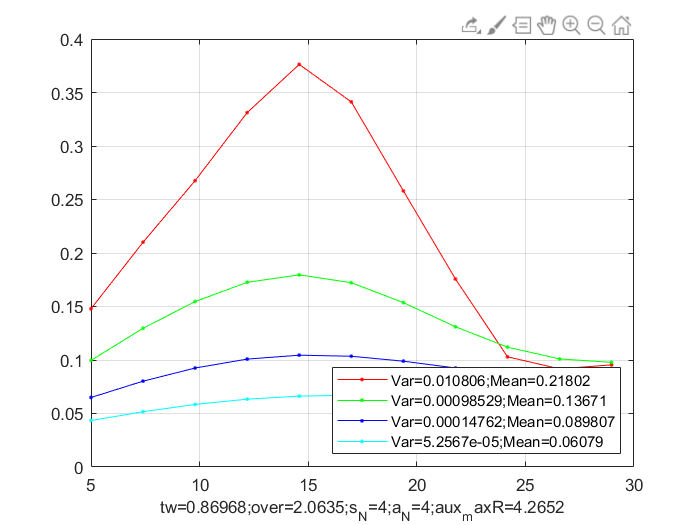 0.4
0.35
0.3
0.25
0.2
0.15
0.1
0.05
0
5 10 15 20 25 30
Var=0.010806;Mean=0.21802
Var=0.00098529;Mean=0.13671
Var=0.00014762;Mean=0.089807
Var=5.2567e-05;Mean=0.06079
tw=0.86968;over=2.0635;s_N=4;a_N=4;aux_maxR=4.2652